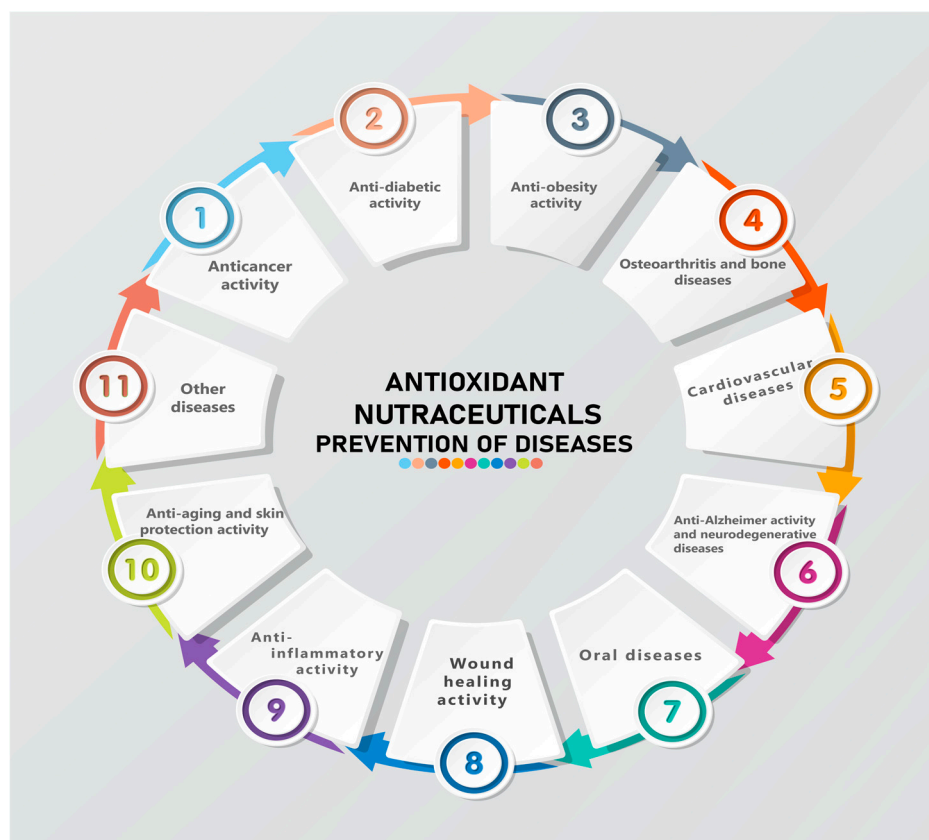 ANTIOXIDANT
NUTRACEUTICALS
PREVENTION OF DISEASES
1
Anticancer
activity
2
Anti-diabetic
activity
3
Anti-obesity
activity
4
Osteoarthritis and bone
diseases
5
Cardiovascular
diseases
6
Anti-Alzheimer activity
and neurodegenerative
diseases
7
Oral diseases
8
Wound
healing
activity
9
Anti-
inflammatory
activity
10
Anti-aging and skin
protection activity
11
Other
diseases